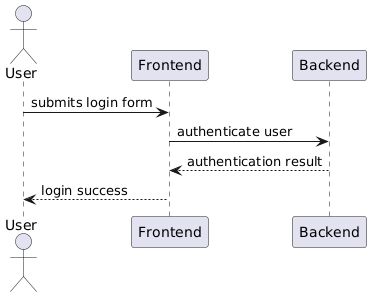 User
Frontend
Backend
submits login form
authenticate user
authentication result
login success
User
Frontend
Backend